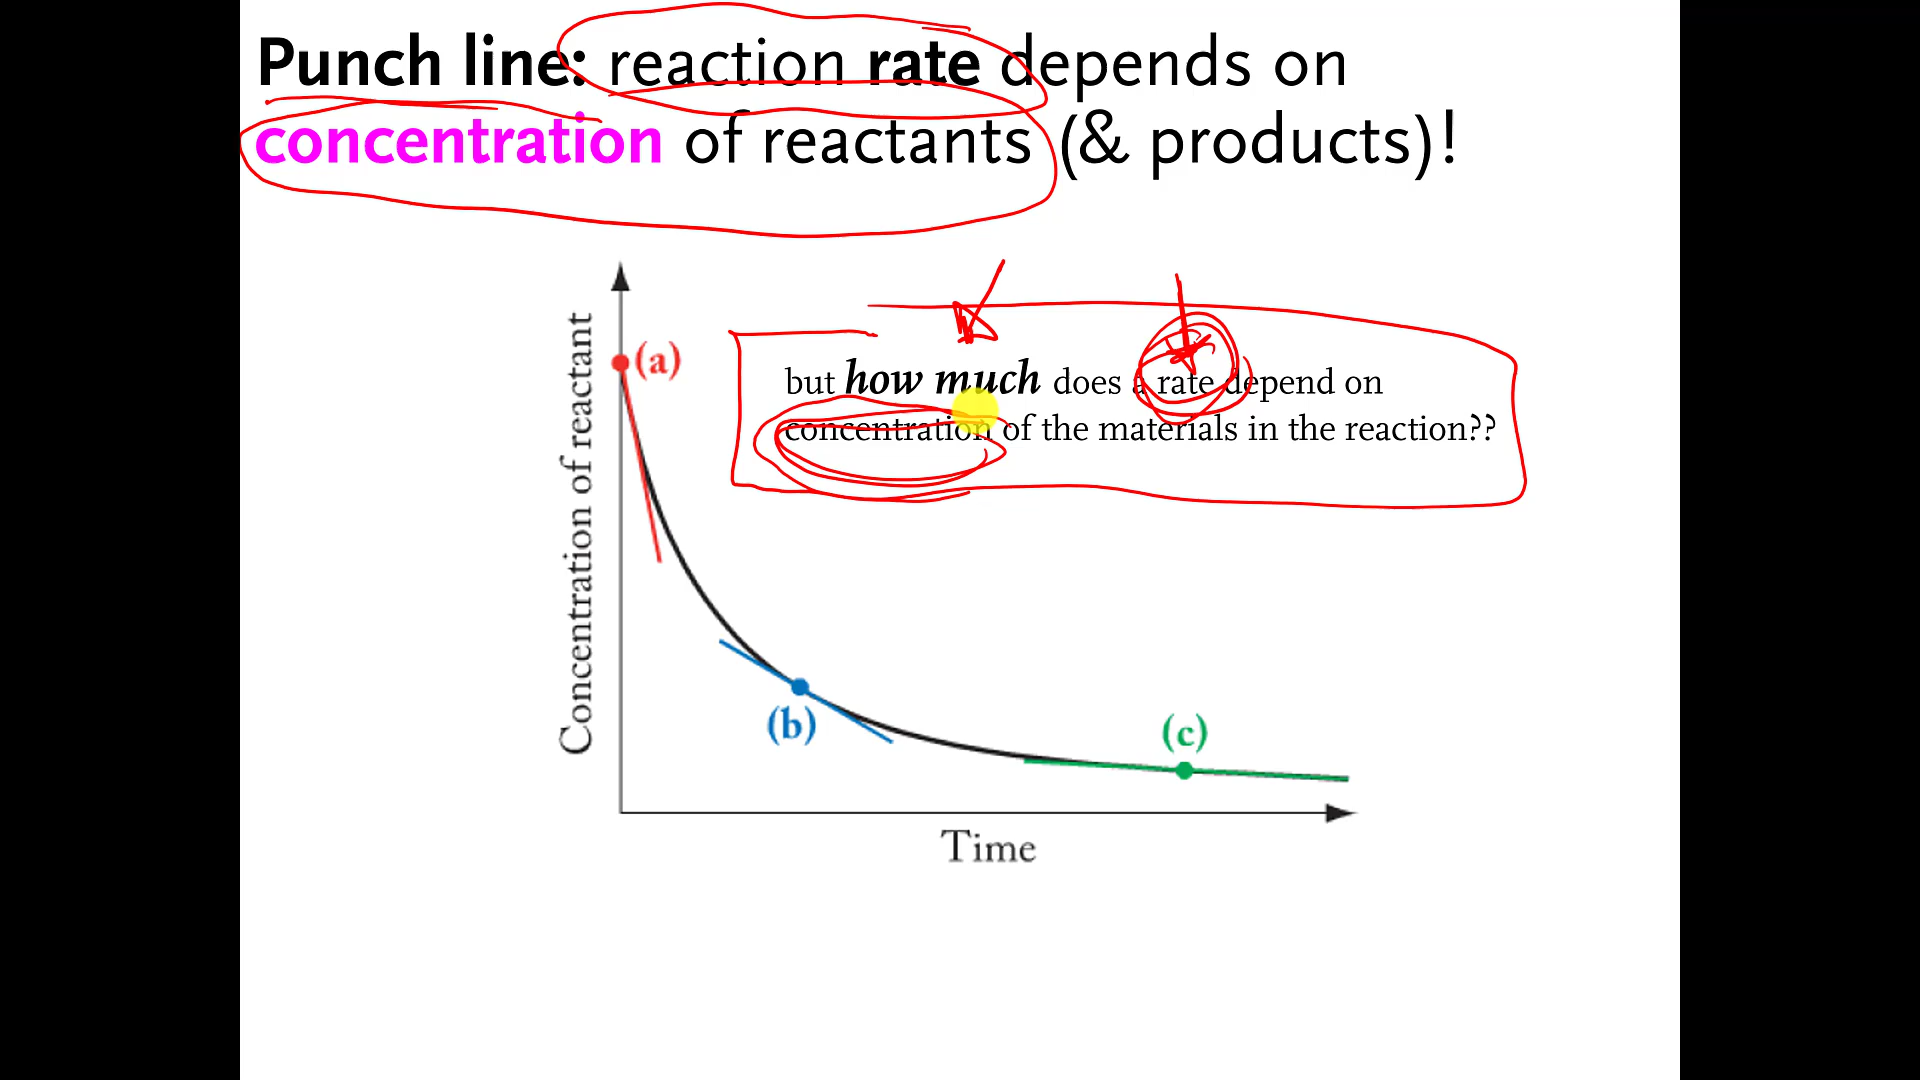 Punch line: reaction rate depends on
concentration of reactants (& products)!
but how much does a rate depend on
concentration of the materials in the reaction??
Concentration of reactant
(a)
(b)
(c)
Time